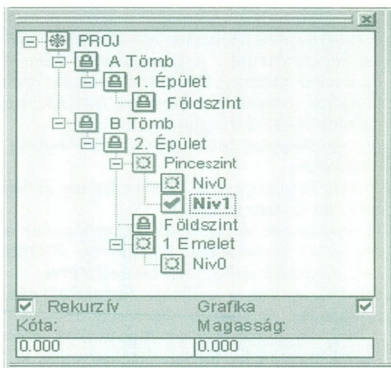 PROJ
A Tömb
1. Épület
Földszint
B Tömb
2. Épület
Pinceszint
Niv0
Niv1
Földszint
1 Emelet
Niv0
Rekurzív Grafika
Kóta: Magasság:
0.000 0.000